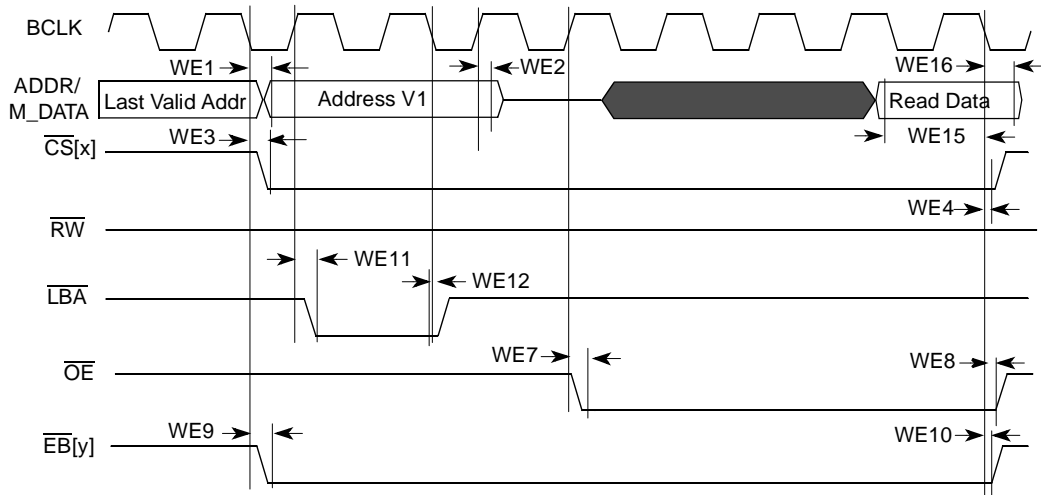 BCLK
WE1
WE2
WE16
ADDR/
M_DATA
Last Valid Addr
Address V1
Read Data
WE3
WE15
CS[x]
WE4
RW
WE11
WE12
LBA
WE7
WE8
OE
WE9
WE10
EB[y]